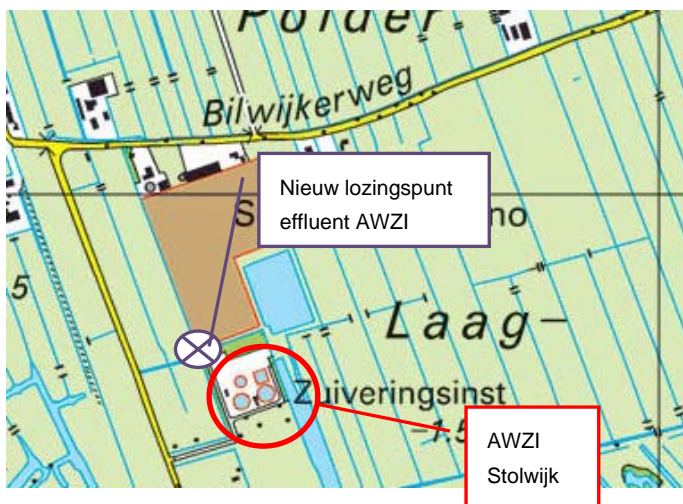 Polder
Bilwijkerweg
Nieuw lozingspunt
effluent AWZI
S
no
5
Laag-
Zuiveringsinst
-1.5
AWZI
Stolwijk